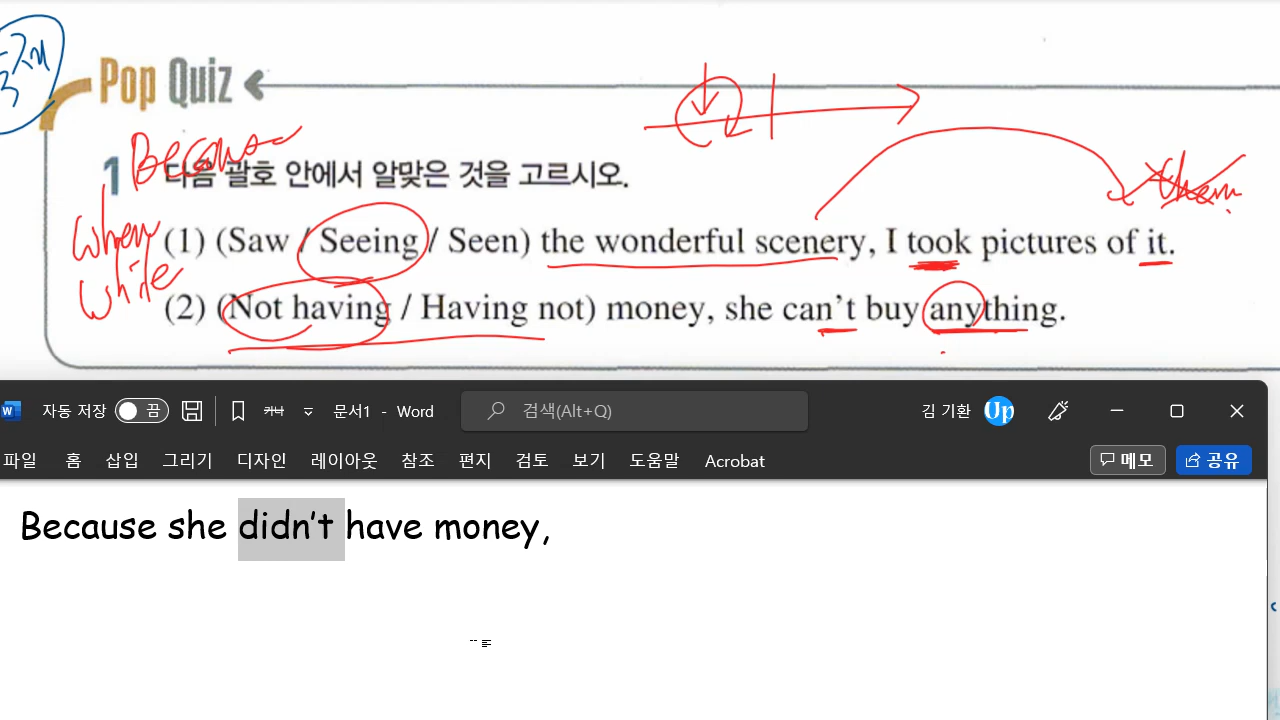 Pop Quiz
Because
1 다음 괄호 안에서 알맞은 것을 고르시오.
them
when
(1) (Saw / Seeing / Seen) the wonderful scenery, I took pictures of it.
while
(2) (Not having / Having not) money, she can't buy anything.
자동 저장 끔 가나 문서1 - Word 검색(Alt+Q) 김 기환 Up
파일 홈 삽입 그리기 디자인 레이아웃 참조 편지 검토 보기 도움말 Acrobat 메모 공유
Because she didn't have money,